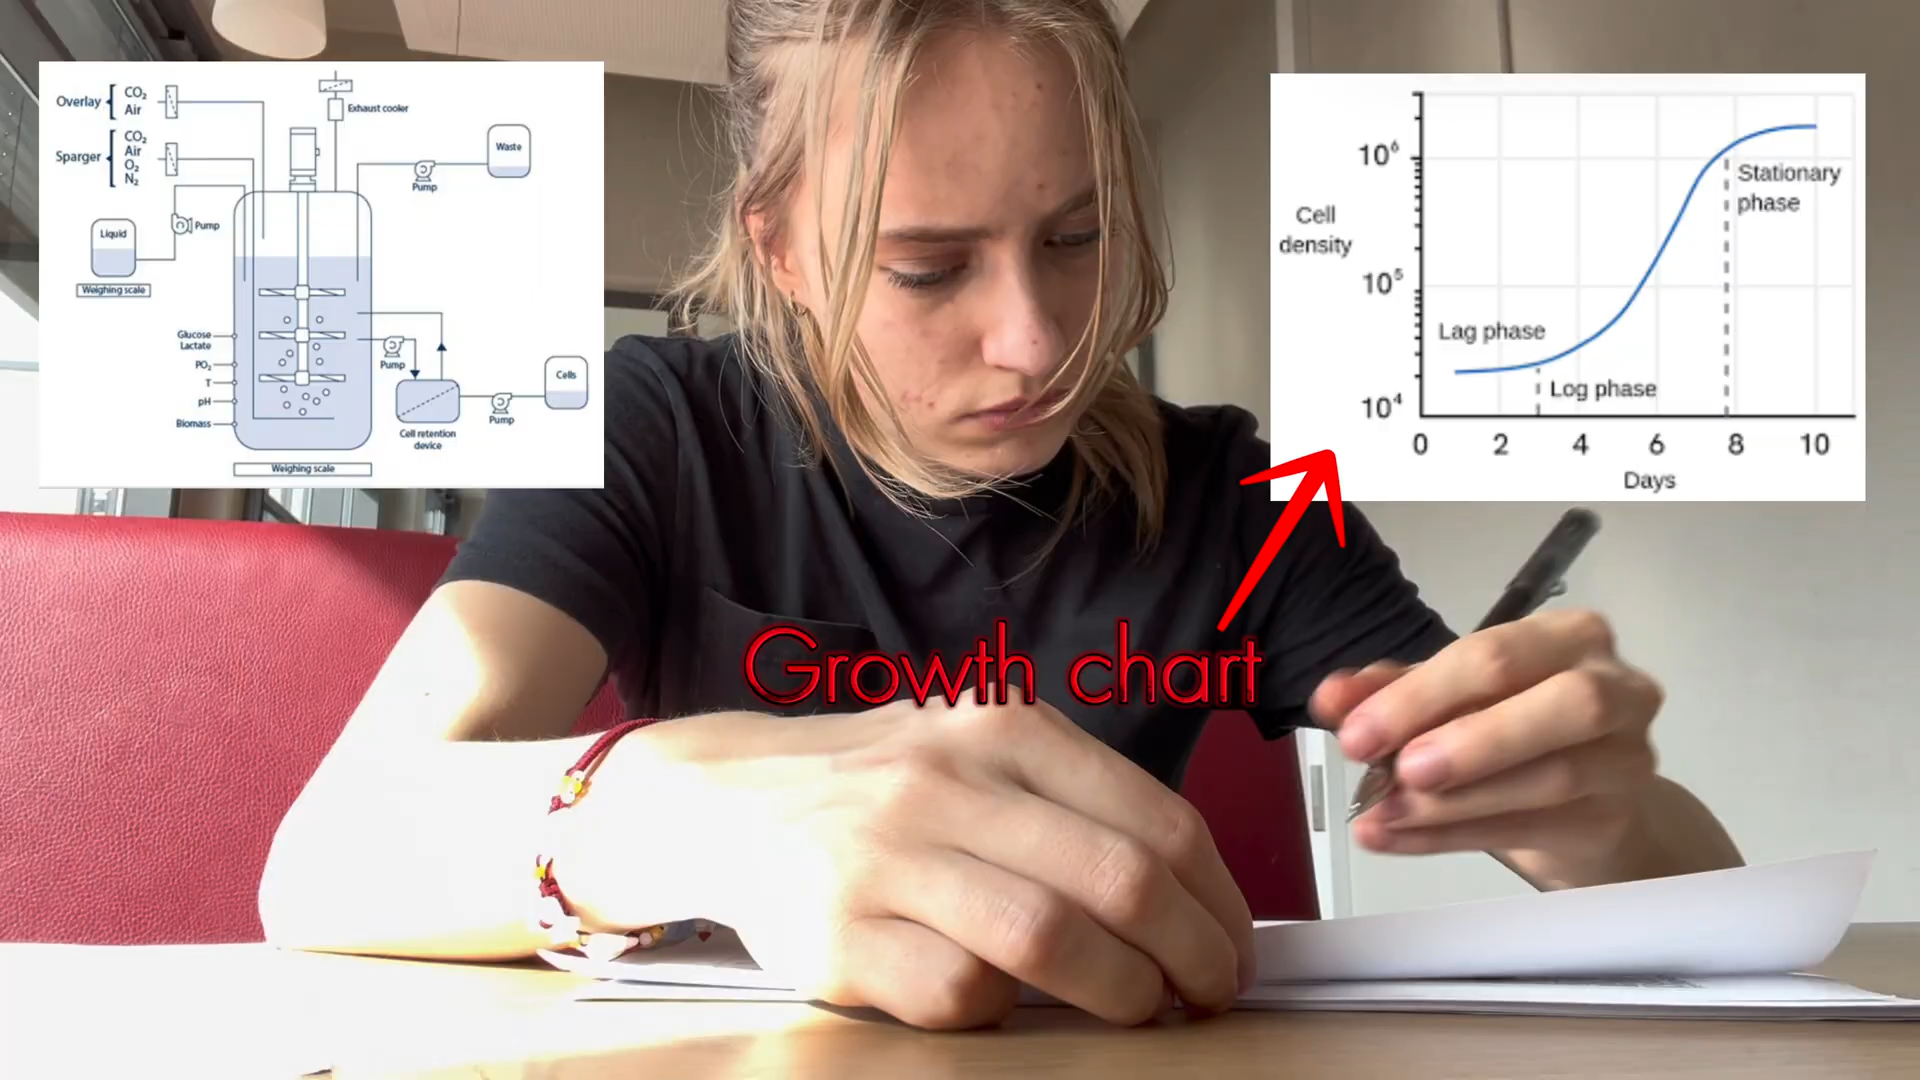 Overlay
CO₂
Air
Exhaust cooler
Sparger
CO₂
Air
O₂
N₂
Waste
Pump
Pump
Liquid
Weighing scale
Glucose
Lactate
PO₂
T
pH
Biomass
Pump
Cells
Pump
Cell retention
device
Weighing scale
10⁶
Stationary
phase
Cell
density
10⁵
Lag phase
Log phase
10⁴
0 2 4 6 8 10
Days
Growth chart